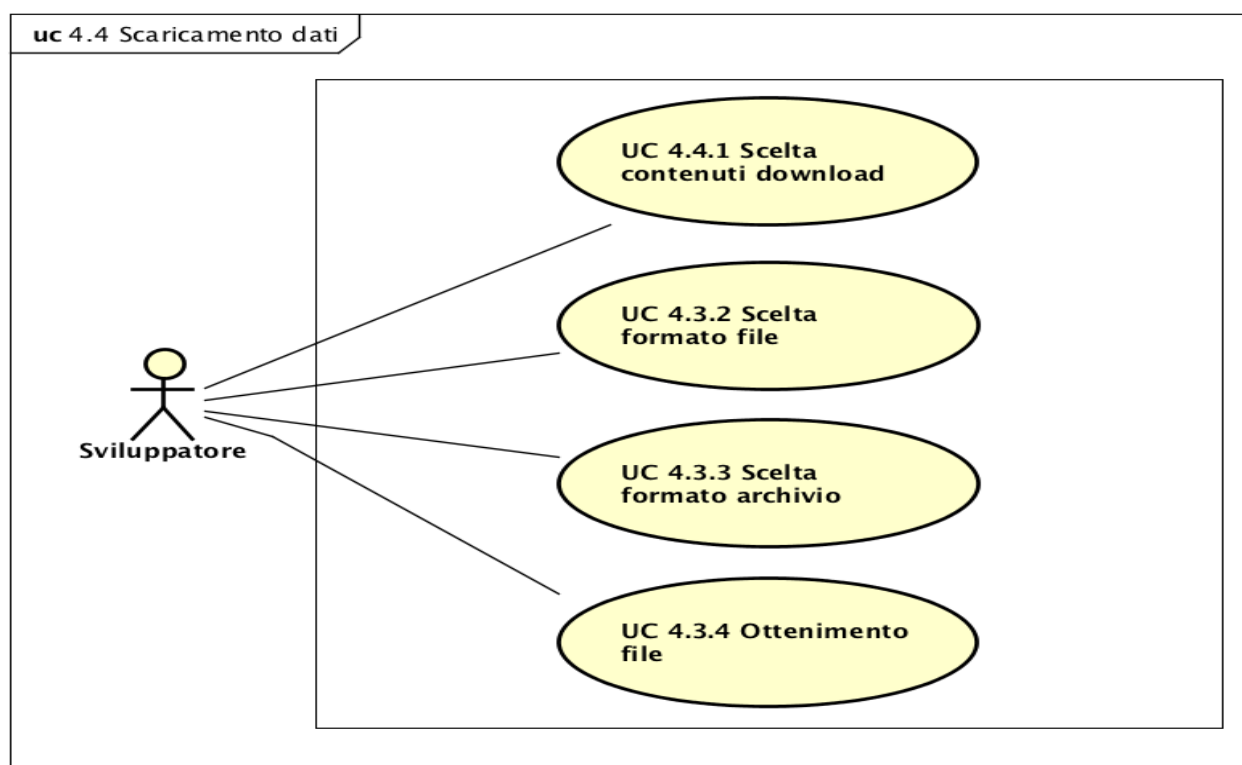 uc 4.4 Scaricamento dati
UC 4.4.1 Scelta
contenuti download
UC 4.3.2 Scelta
formato file
Sviluppatore
UC 4.3.3 Scelta
formato archivio
UC 4.3.4 Ottenimento
file